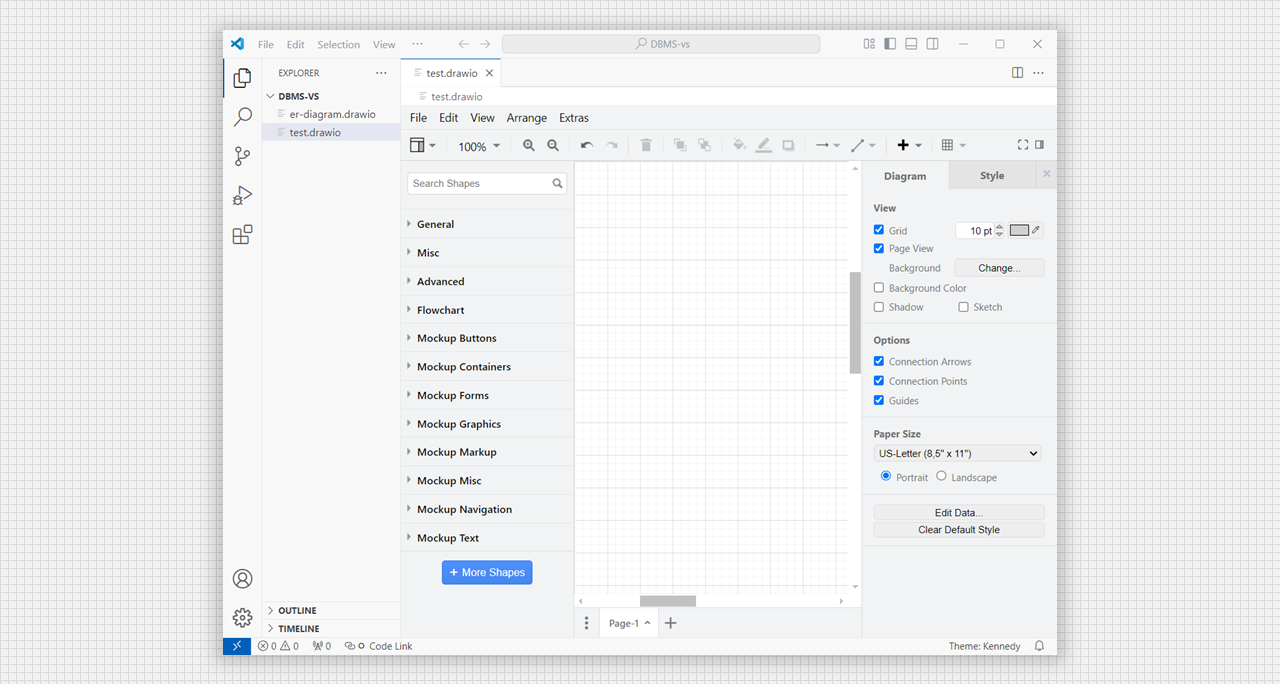 File Edit Selection View ··· DBMS-vs
EXPLORER ···
DBMS-VS
er-diagram.drawio
test.drawio
OUTLINE
TIMELINE
test.drawio
test.drawio
File Edit View Arrange Extras
100%
Search Shapes
General
Misc
Advanced
Flowchart
Mockup Buttons
Mockup Containers
Mockup Forms
Mockup Graphics
Mockup Markup
Mockup Misc
Mockup Navigation
Mockup Text
+ More Shapes
Page-1
Diagram Style
View
Grid 10 pt
Page View
Background Change...
Background Color
Shadow Sketch
Options
Connection Arrows
Connection Points
Guides
Paper Size
US-Letter (8,5" x 11")
Portrait Landscape
Edit Data...
Clear Default Style
0 0 0 Code Link Theme: Kennedy